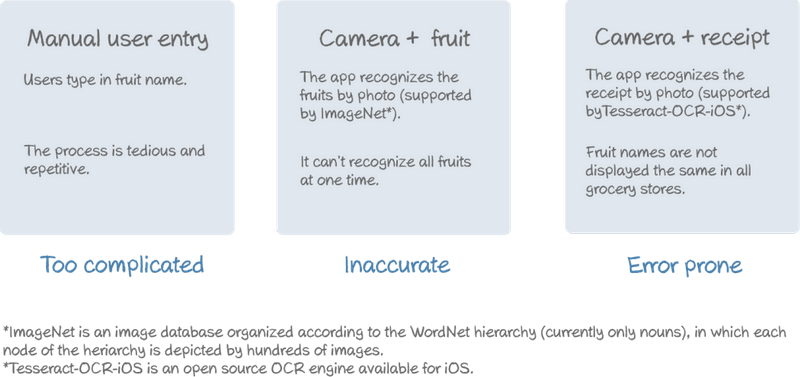 Manual user entry
Users type in fruit name.
The process is tedious and
repetitive.
Too complicated
Camera + fruit
The app recognizes the
fruits by photo (supported
by ImageNet*).
It can't recognize all fruits
at one time.
Inaccurate
Camera + receipt
The app recognizes the
receipt by photo (supported
byTesseract-OCR-iOS*).
Fruit names are not
displayed the same in all
grocery stores.
Error prone
*ImageNet is an image database organized according to the WordNet hierarchy (currently only nouns), in which each
node of the heriarchy is depicted by hundreds of images.
*Tesseract-OCR-iOS is an open source OCR engine available for iOS.